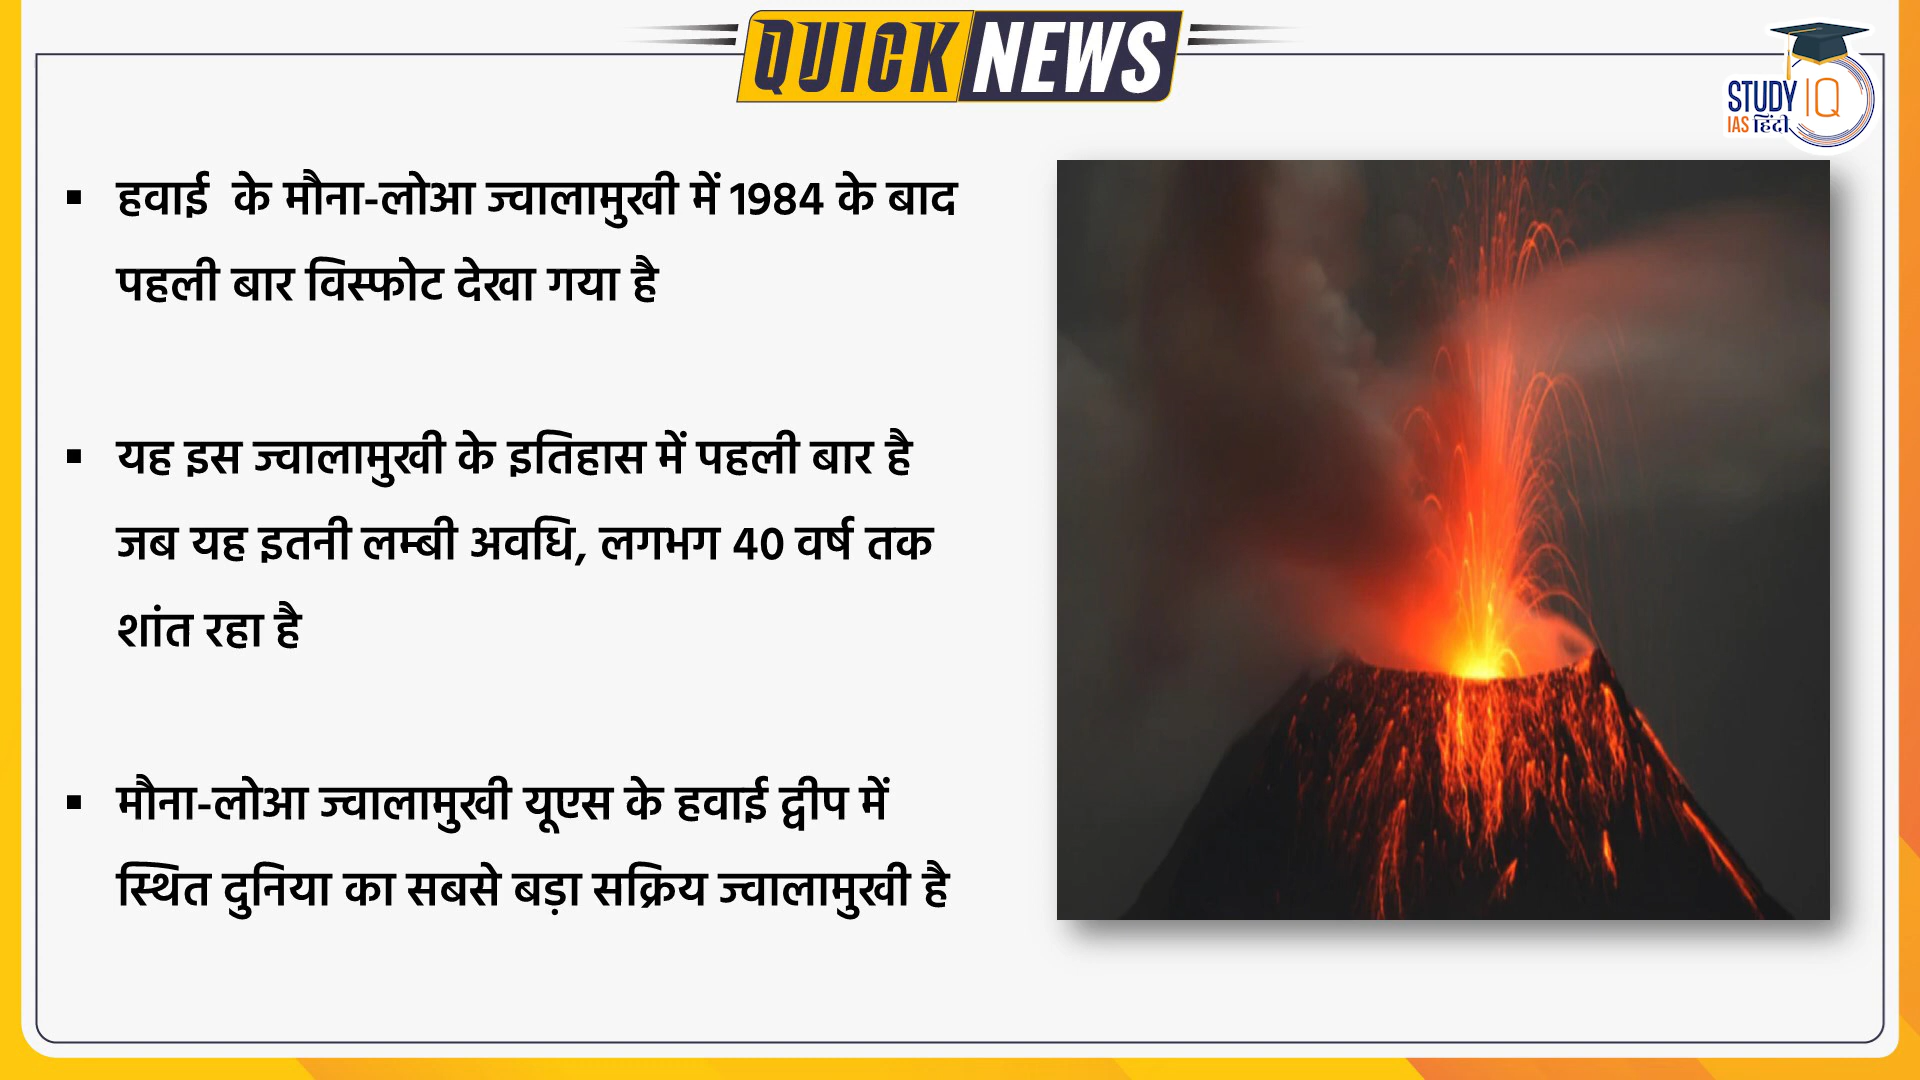 QUICK NEWS
STUDY IQ
IAS हिंदी
▪ हवाई के मौना-लोआ ज्वालामुखी में 1984 के बाद
पहली बार विस्फोट देखा गया है
▪ यह इस ज्वालामुखी के इतिहास में पहली बार है
जब यह इतनी लम्बी अवधि, लगभग 40 वर्ष तक
शांत रहा है
▪ मौना-लोआ ज्वालामुखी यूएस के हवाई द्वीप में
स्थित दुनिया का सबसे बड़ा सक्रिय ज्वालामुखी है